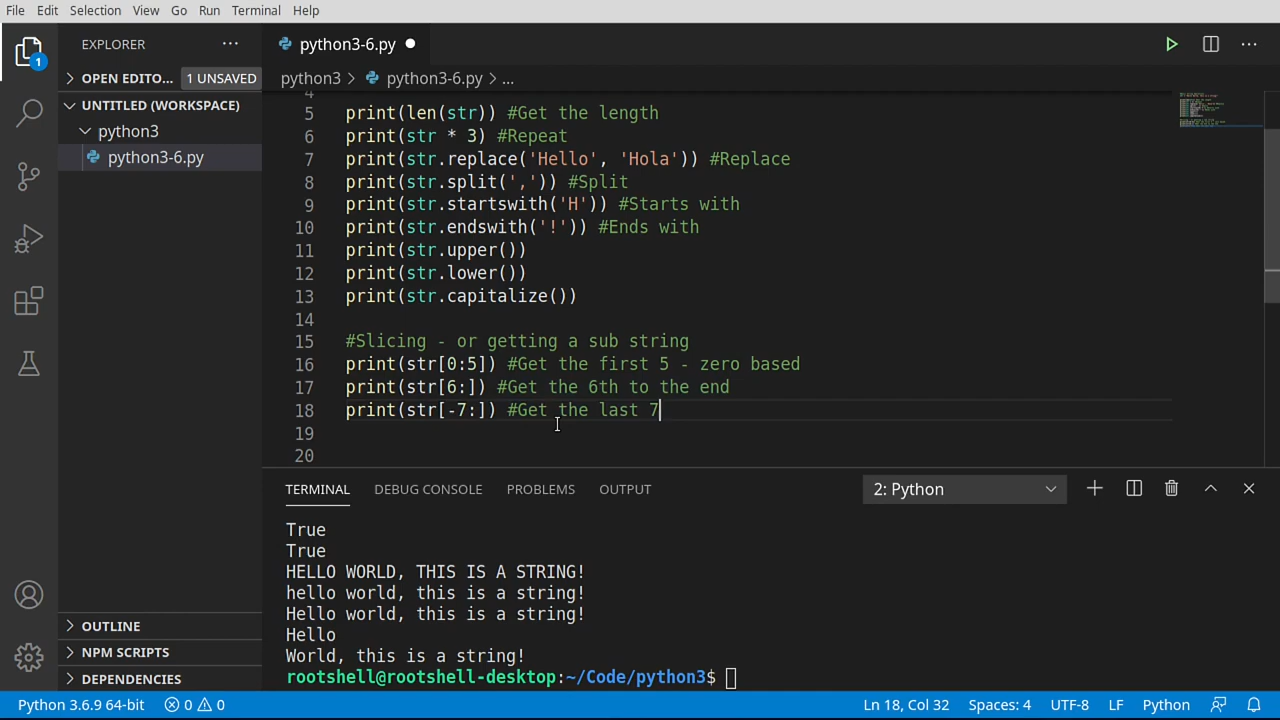 File Edit Selection View Go Run Terminal Help
EXPLORER
OPEN EDITO... 1 UNSAVED
UNTITLED (WORKSPACE)
python3
python3-6.py
OUTLINE
NPM SCRIPTS
DEPENDENCIES
1
python3-6.py
python3 > python3-6.py > ...
5 print(len(str)) #Get the length
6 print(str * 3) #Repeat
7 print(str.replace('Hello', 'Hola')) #Replace
8 print(str.split(',')) #Split
9 print(str.startswith('H')) #Starts with
10 print(str.endswith('!')) #Ends with
11 print(str.upper())
12 print(str.lower())
13 print(str.capitalize())
14
15 #Slicing - or getting a sub string
16 print(str[0:5]) #Get the first 5 - zero based
17 print(str[6:]) #Get the 6th to the end
18 print(str[-7:]) #Get the last 7
19
20
TERMINAL DEBUG CONSOLE PROBLEMS OUTPUT 2: Python
True
True
HELLO WORLD, THIS IS A STRING!
hello world, this is a string!
Hello world, this is a string!
Hello
World, this is a string!
rootshell@rootshell-desktop:~/Code/python3$
Python 3.6.9 64-bit 0 0 Ln 18, Col 32 Spaces: 4 UTF-8 LF Python